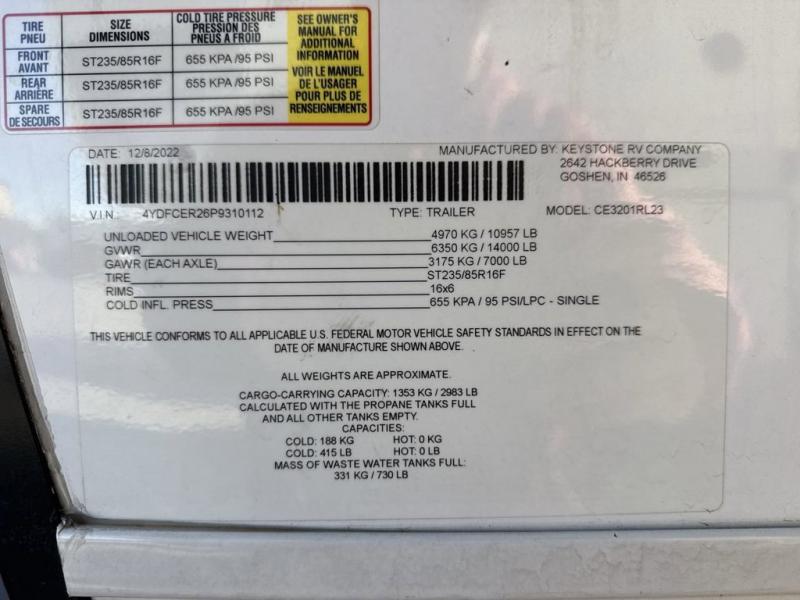 TIRE PNEU SIZE DIMENSIONS COLD TIRE PRESSURE PRESSION DES PNEUS A FROID
FRONT AVANT ST235/85R16F 655 KPA /95 PSI
REAR ARRIÈRE ST235/85R16F 655 KPA /95 PSI
SPARE DE SECOURS ST235/85R16F 655 KPA /95 PSI
SEE OWNER'S
MANUAL FOR
ADDITIONAL
INFORMATION
VOIR LE MANUEL
DE L'USAGER
POUR PLUS DE
RENSEIGNEMENTS
DATE: 12/8/2022 MANUFACTURED BY: KEYSTONE RV COMPANY
2642 HACKBERRY DRIVE
GOSHEN, IN 46526
V.I.N.: 4YDFCER26P9310112 TYPE: TRAILER MODEL: CE3201RL23
UNLOADED VEHICLE WEIGHT 4970 KG / 10957 LB
GVWR 6350 KG / 14000 LB
GAWR (EACH AXLE) 3175 KG / 7000 LB
TIRE ST235/85R16F
RIMS 16x6
COLD INFL. PRESS 655 KPA / 95 PSI/LPC - SINGLE
THIS VEHICLE CONFORMS TO ALL APPLICABLE U.S. FEDERAL MOTOR VEHICLE SAFETY STANDARDS IN EFFECT ON THE
DATE OF MANUFACTURE SHOWN ABOVE.
ALL WEIGHTS ARE APPROXIMATE.
CARGO-CARRYING CAPACITY: 1353 KG / 2983 LB
CALCULATED WITH THE PROPANE TANKS FULL
AND ALL OTHER TANKS EMPTY.
CAPACITIES:
COLD: 188 KG HOT: 0 KG
COLD: 415 LB HOT: 0 LB
MASS OF WASTE WATER TANKS FULL:
331 KG / 730 LB